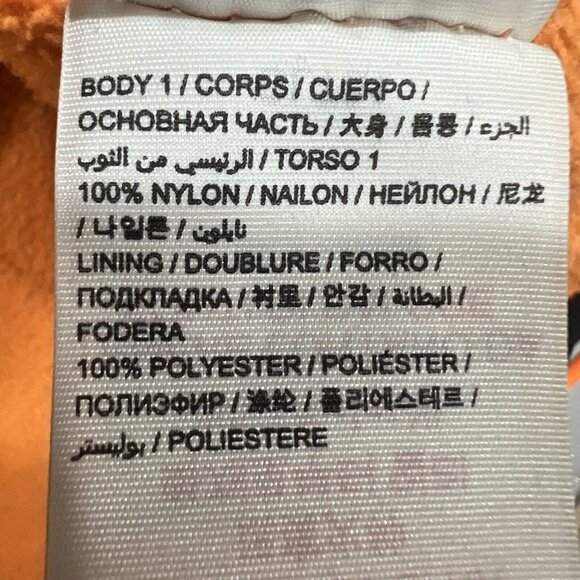 BODY 1 / CORPS / CUERPO /
ОСНОВНАЯ ЧАСТЬ / 大身 / 몸통 / الجزء
الرئيسي من الثوب / TORSO 1
100% NYLON / NAILON / НЕЙЛОН / 尼龙
/ 나일론 / نايلون
LINING / DOUBLURE / FORRO /
ПОДКЛАДКА / 衬里 / 안감 / البطانة /
FODERA
100% POLYESTER / POLIÉSTER /
ПОЛИЭФИР / 涤纶 / 폴리에스테르 /
بوليستر / POLIESTERE